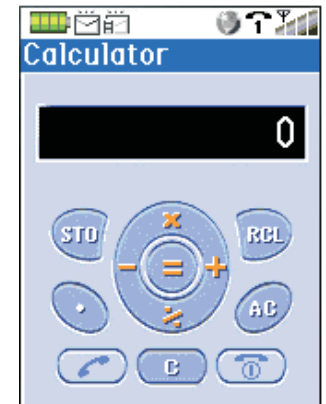 Calculator
0
STO × RCL
- = +
. ÷ AC
C